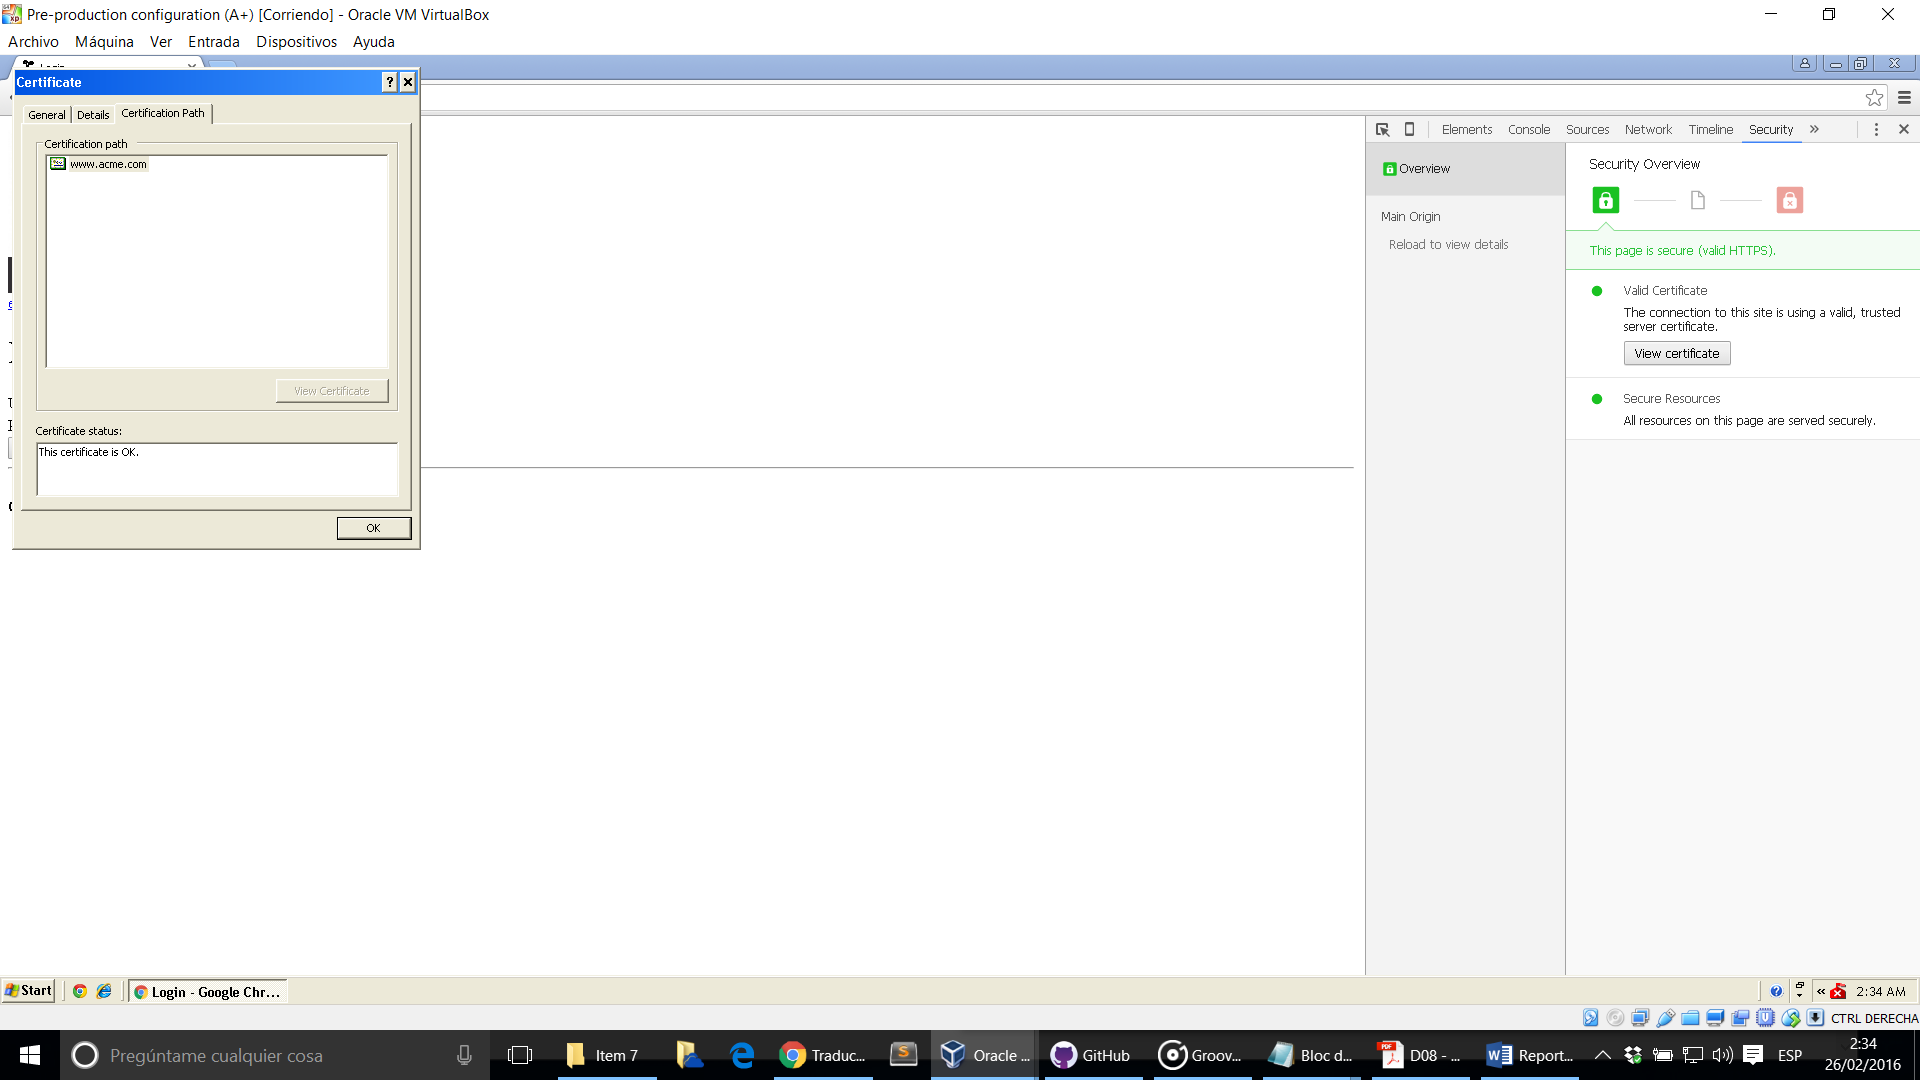 Pre-production configuration (A+) [Corriendo] - Oracle VM VirtualBox
Archivo Máquina Ver Entrada Dispositivos Ayuda
Certificate
General Details Certification Path
Certification path
www.acme.com
View Certificate
Certificate status:
This certificate is OK.
OK
Elements Console Sources Network Timeline Security
Overview
Main Origin
Reload to view details
Security Overview
This page is secure (valid HTTPS).
Valid Certificate
The connection to this site is using a valid, trusted
server certificate.
View certificate
Secure Resources
All resources on this page are served securely.
Start
Login - Google Chr...
2:34 AM
CTRL DERECHA
Pregúntame cualquier cosa
Item 7
Traduc...
Oracle ...
GitHub
Groov...
Bloc d...
D08 - ...
Report...
ESP
2:34
26/02/2016